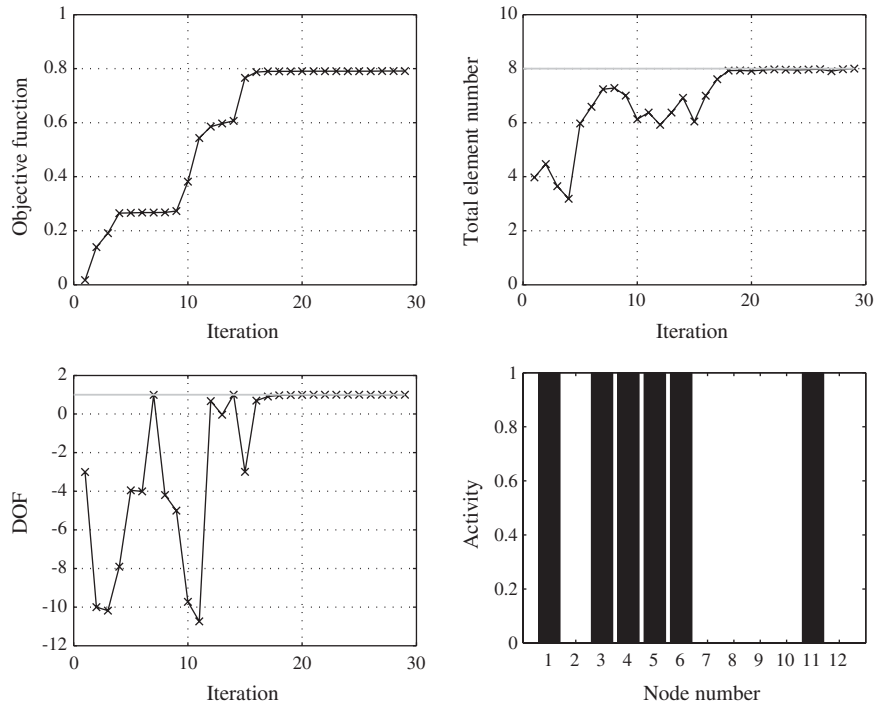 Objective function
1
0.8
0.6
0.4
0.2
0
0 10 20 30
Iteration
Total element number
10
8
6
4
2
0
0 10 20 30
Iteration
DOF
2
0
-2
-4
-6
-8
-10
-12
0 10 20 30
Iteration
Activity
1
0.8
0.6
0.4
0.2
0
1 2 3 4 5 6 7 8 9 10 11 12
Node number